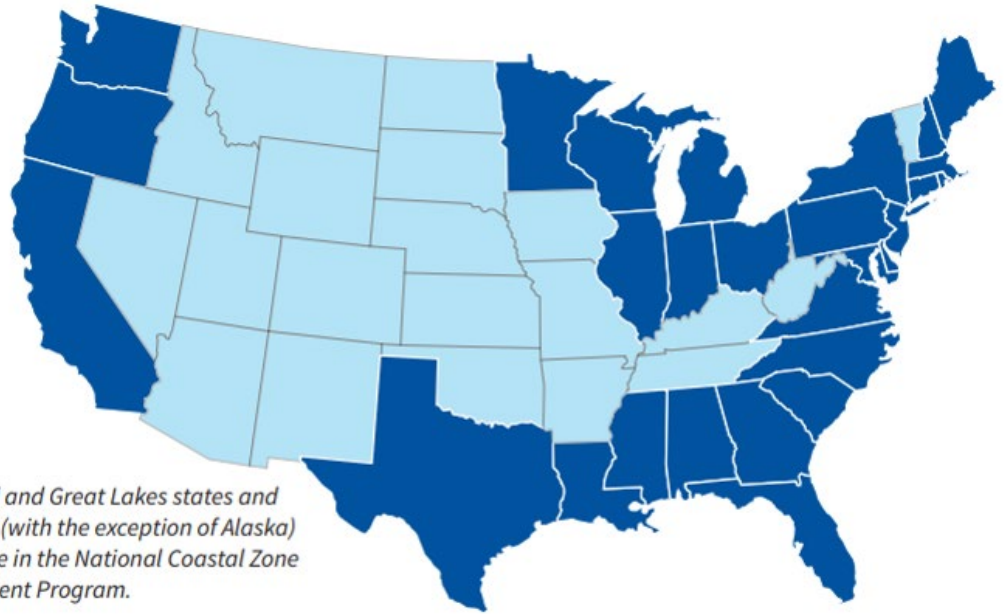 and Great Lakes states and
(with the exception of Alaska)
e in the National Coastal Zone
ent Program.